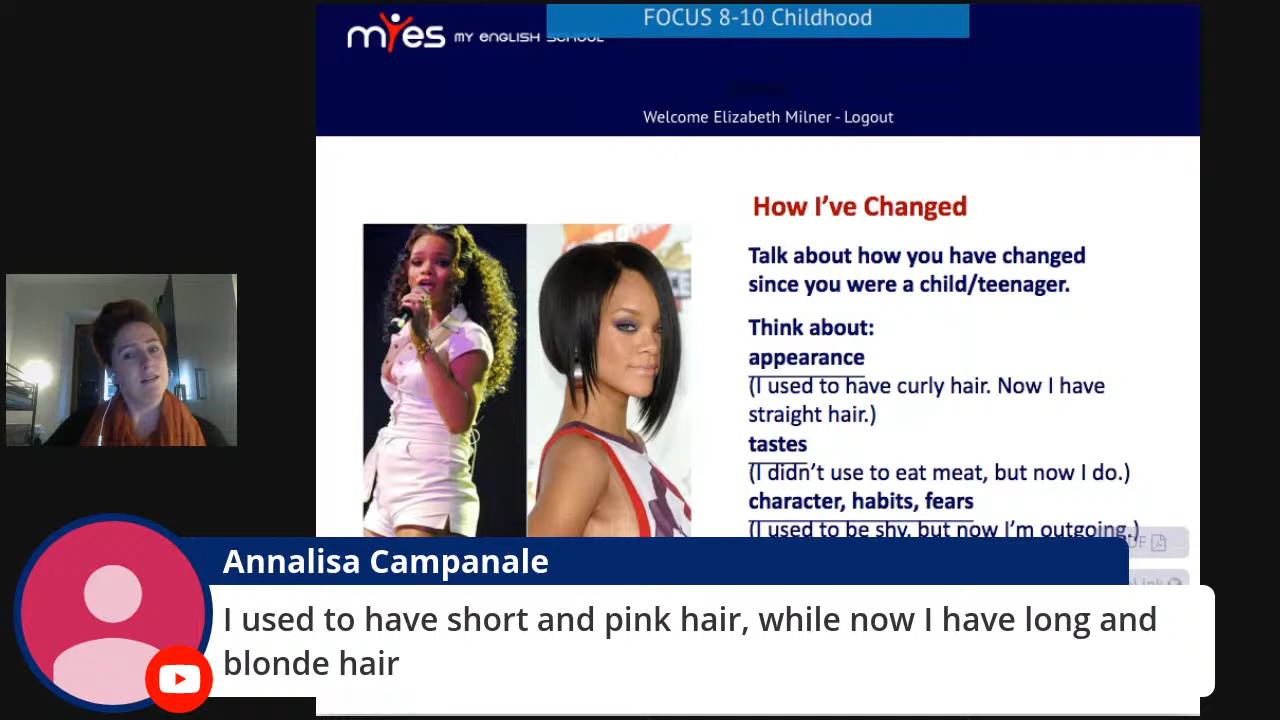 FOCUS 8-10 Childhood
myes MY ENGLISH SCHOOL
Welcome Elizabeth Milner - Logout
How I've Changed
Talk about how you have changed
since you were a child/teenager.
Think about:
appearance
(I used to have curly hair. Now I have
straight hair.)
tastes
(I didn't use to eat meat, but now I do.)
character, habits, fears
(I used to be shy, but now I'm outgoing.)
Annalisa Campanale
I used to have short and pink hair, while now I have long and
blonde hair